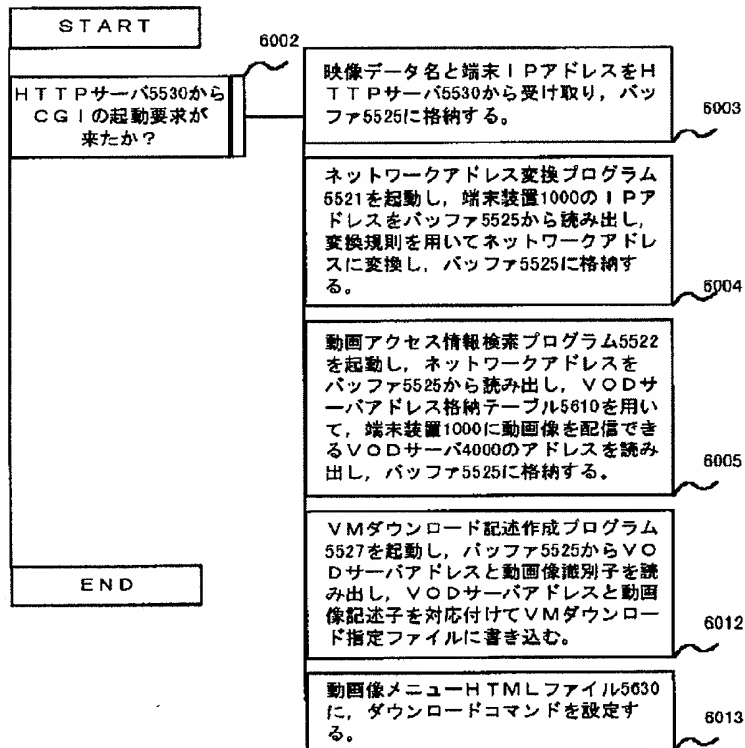 START
6002
HTTPサーバ5530から
CGIの起動要求が
来たか?
映像データ名と端末IPアドレスをH
TTPサーバ5530から受け取り,バッ
ファ5525に格納する。
6003
ネットワークアドレス変換プログラム
5521を起動し,端末装置1000のIPア
ドレスをバッファ5525から読み出し,
変換規則を用いてネットワークアドレ
スに変換し,バッファ5525に格納す
る。
6004
動画アクセス情報検索プログラム5522
を起動し,ネットワークアドレスを
バッファ5525から読み出し,VODサ
ーバアドレス格納テーブル5610を用い
て,端末装置1000に動画像を配信でき
るVODサーバ4000のアドレスを読み
出し,バッファ5525に格納する。
6005
VMダウンロード記述作成プログラム
5527を起動し,バッファ5525からVO
Dサーバアドレスと動画像識別子を読
み出し,VODサーバアドレスと動画
像記述子を対応付けてVMダウンロー
ド指定ファイルに書き込む。
6012
END
動画像メニューHTMLファイル5630
に,ダウンロードコマンドを設定す
る。
6013